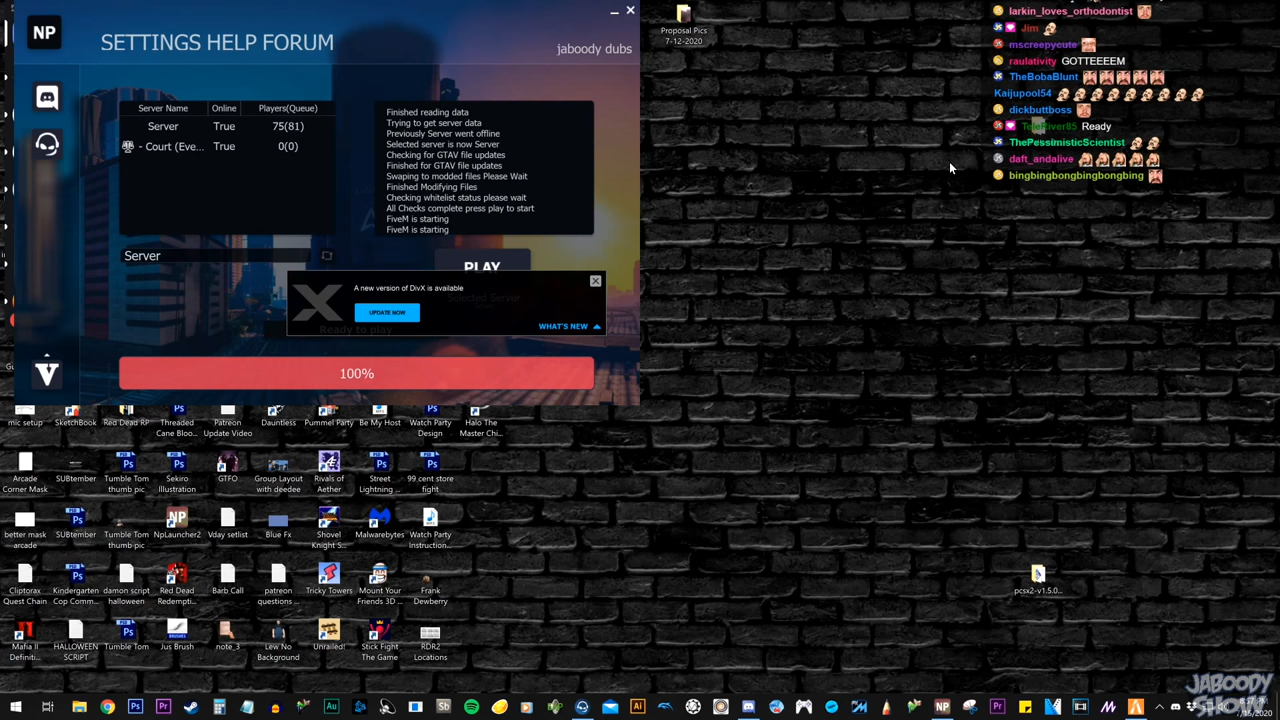 NP
SETTINGS HELP FORUM
jaboody dubs
Server Name Online Players(Queue)
Server True 75(81)
- Court (Eve... True 0(0)
Finished reading data
Trying to get server data
Previously Server went offline
Selected server is now Server
Checking for GTAV file updates
Finished for GTAV file updates
Swaping to modded files Please Wait
Finished Modifying Files
Checking whitelist status please wait
All Checks complete press play to start
FiveM is starting
FiveM is starting
Server
PLAY
Selected Server
A new version of DivX is available
UPDATE NOW
WHAT'S NEW
Ready to play
100%
Proposal Pics
7-12-2020
larkin_loves_orthodontist
Jim
mscreepycute
raulativity GOTTEEEEM
TheBobaBlunt
Kaijupool54
dickbuttboss
Ready
ThePessimisticScientist
daft_andalive
bingbingbongbingbongbing
mic setup
SketchBook
Red Dead RP
Threaded
Cane Bloo...
Patreon
Update Video
Dauntless
Pummel Party
Be My Host
Watch Party
Design
Halo The
Master Chi...
Arcade
Corner Mask
SUBtember
Tumble Tom
thumb pic
Sekiro
Illustration
GTFO
Group Layout
with deedee
Rivals of
Aether
Street
Lightning ...
99 cent store
fight
better mask
arcade
SUBtember
Tumble Tom
thumb pic
NpLauncher2
Vday setlist
Blue Fx
Shovel
Knight S...
Malwarebytes
Watch Party
Instruction...
Cliptorax
Quest Chain
Kindergarten
Cop Comm...
damon script
halloween
Red Dead
Redempti...
Barb Call
patreon
questions ...
Tricky Towers
Mount Your
Friends 3D ...
Frank
Dewberry
pcsx2-v1.5.0...
Mafia II
Definiti...
HALLOWEEN
SCRIPT
Tumble Tom
Jus Brush
note_3
Lew No
Background
Unrailed!
Stick Fight
The Game
RDR2
Locations
JABOODY